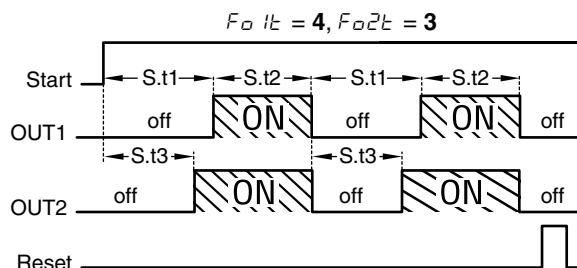 Fo1t = 4, Fo2t = 3
Start S.t1 S.t2 S.t1 S.t2
OUT1 off ON off ON off
S.t3 S.t3
OUT2 off ON off ON off
Reset